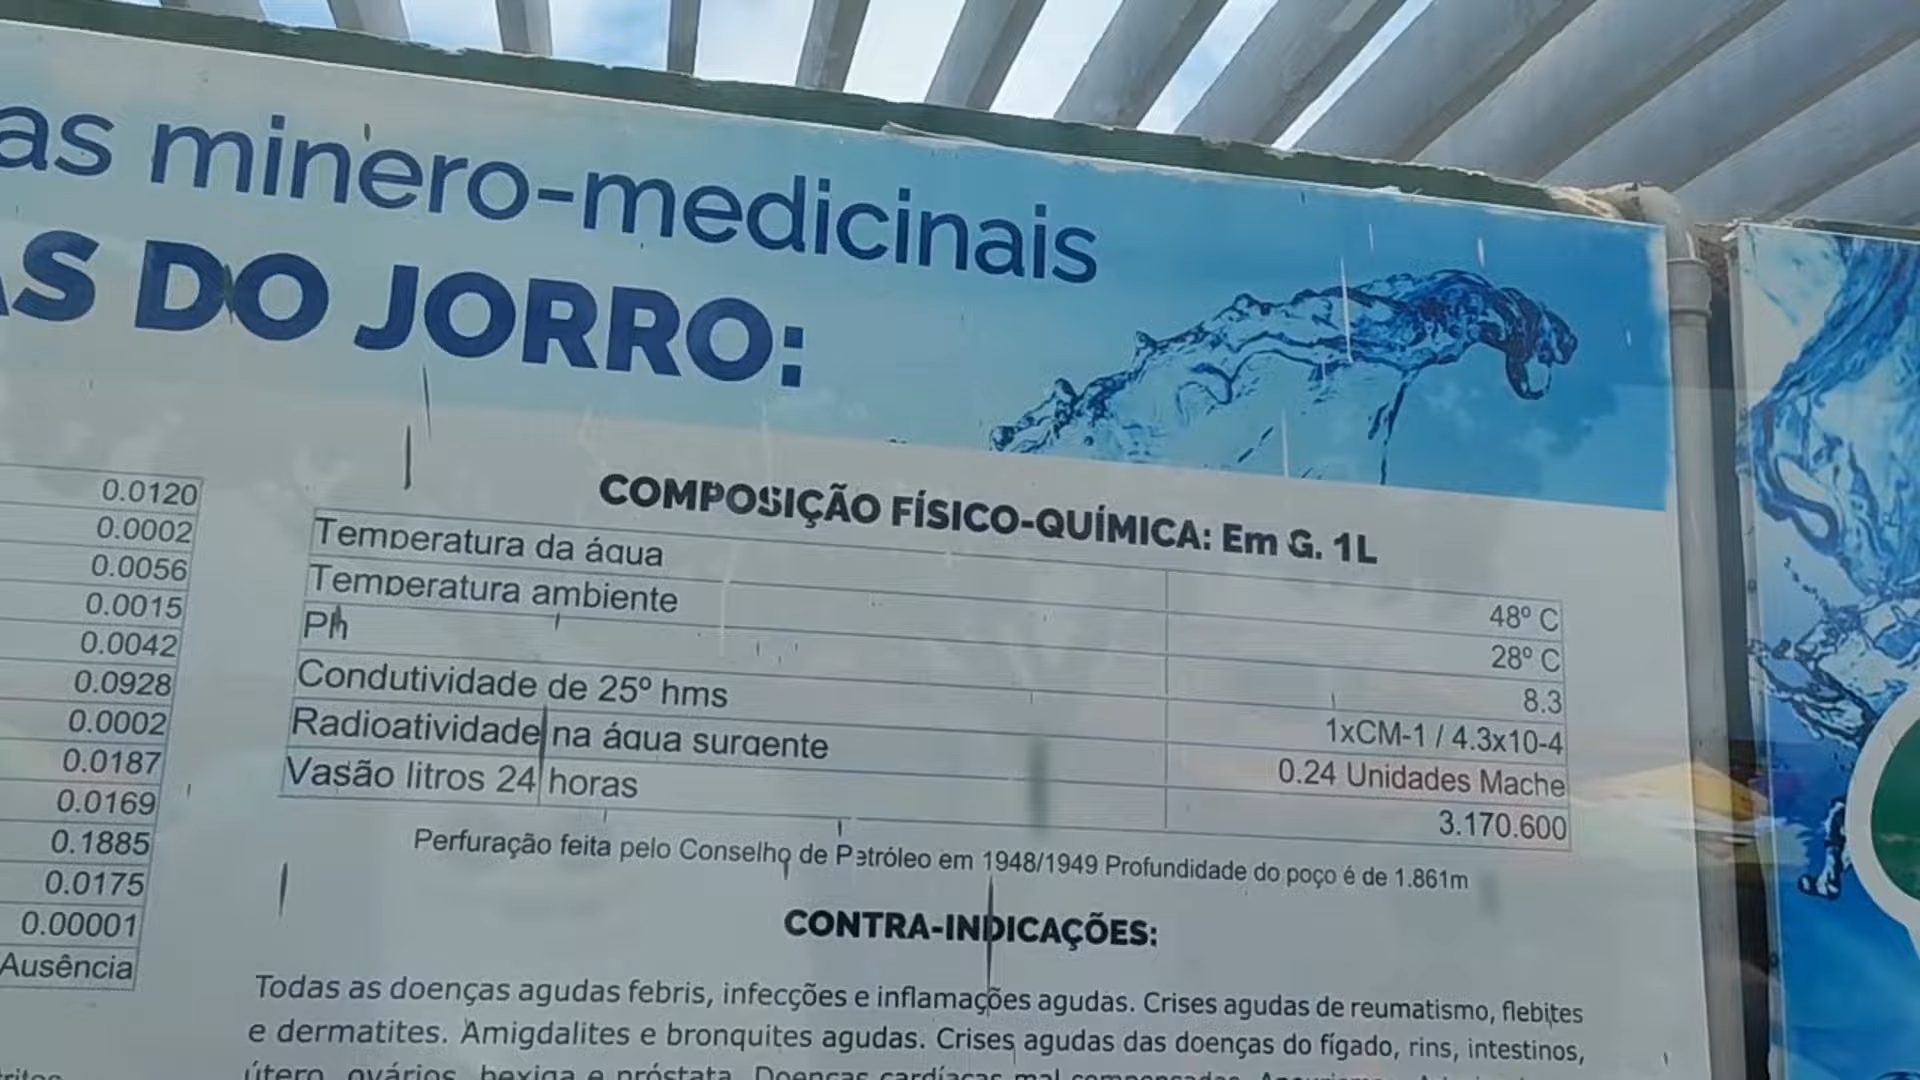 as minero-medicinais
AS DO JORRO:
0.0120
0.0002
0.0056
0.0015
0.0042
0.0928
0.0002
0.0187
0.0169
0.1885
0.0175
0.00001
Ausência
COMPOSIÇÃO FÍSICO-QUÍMICA: Em G. 1L
Temperatura da água 48º C
Temperatura ambiente 28º C
Ph 8.3
Condutividade de 25º hms 1xCM-1 / 4.3x10-4
Radioatividade na água surgente 0.24 Unidades Mache
Vasão litros 24 horas 3.170.600
Perfuração feita pelo Conselho de Petróleo em 1948/1949 Profundidade do poço é de 1.861m
CONTRA-INDICAÇÕES:
Todas as doenças agudas febris, infecções e inflamações agudas. Crises agudas de reumatismo, flebites
e dermatites. Amigdalites e bronquites agudas. Crises agudas das doenças do fígado, rins, intestinos,
útero, ovários, bexiga e próstata. Doenças cardíacas mal compensadas.